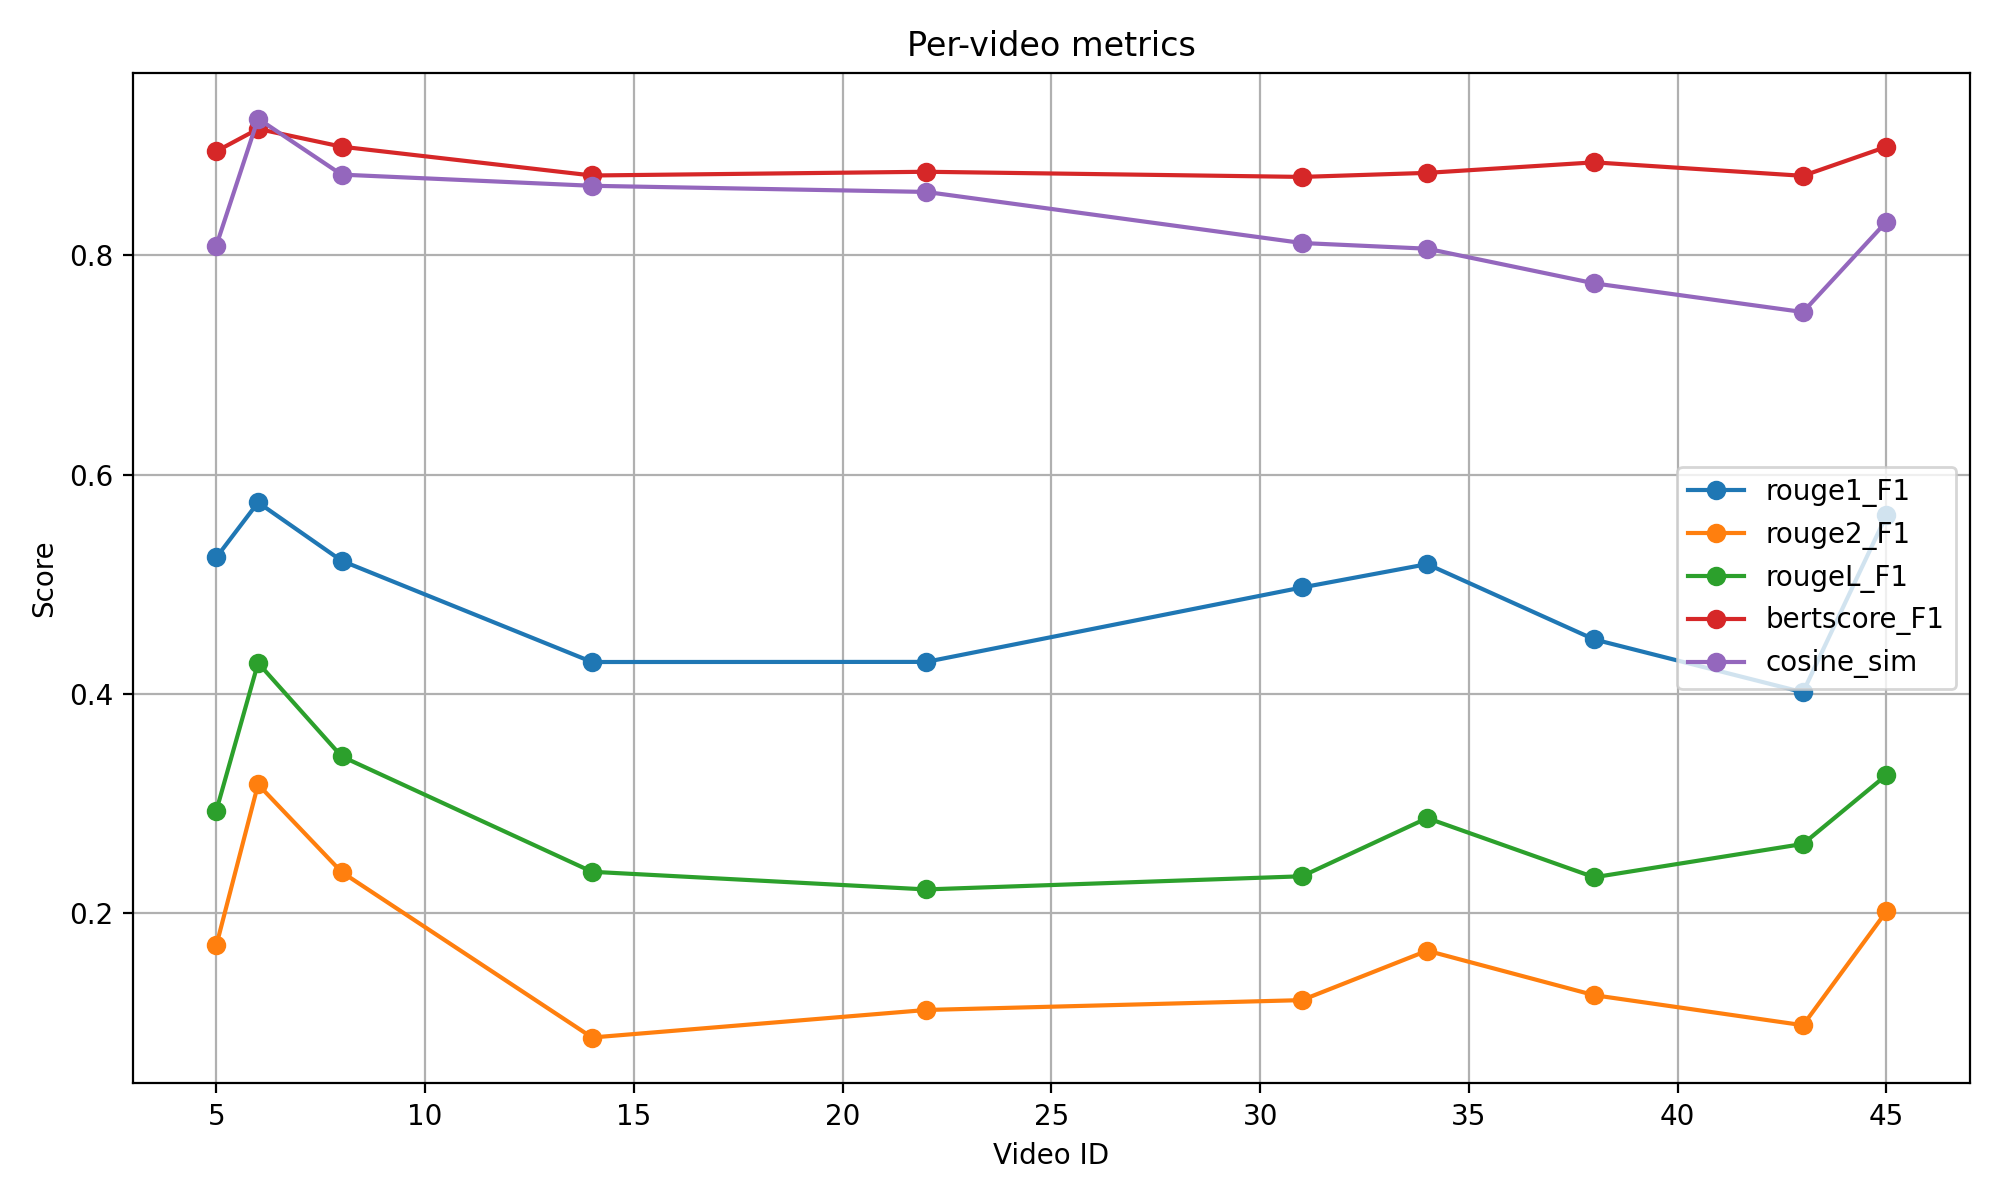 Per-video metrics
Score
0.8
0.6
0.4
0.2
rouge1_F1
rouge2_F1
rougeL_F1
bertscore_F1
cosine_sim
5 10 15 20 25 30 35 40 45
Video ID